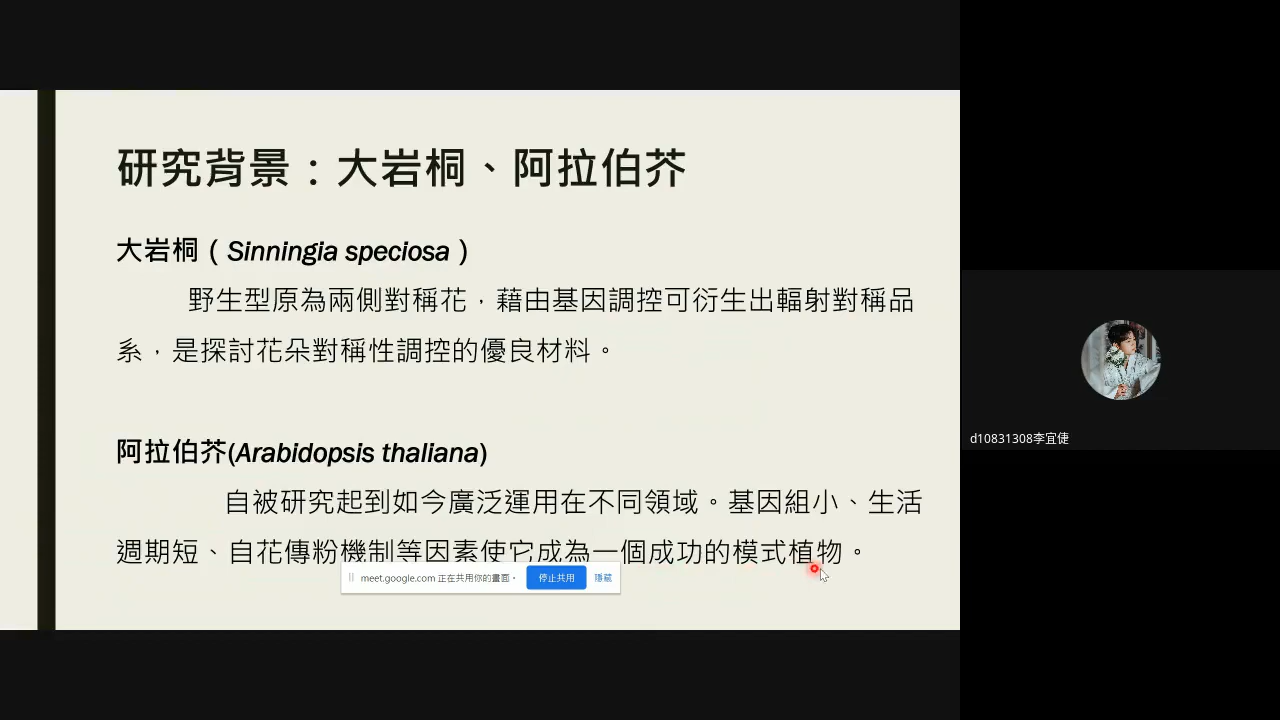 研究背景：大岩桐、阿拉伯芥
大岩桐（Sinningia speciosa）
野生型原為兩側對稱花，藉由基因調控可衍生出輻射對稱品
系，是探討花朵對稱性調控的優良材料。
阿拉伯芥(Arabidopsis thaliana)
自被研究起到如今廣泛運用在不同領域。基因組小、生活
週期短、自花傳粉機制等因素使它成為一個成功的模式植物。
meet.google.com 正在共用你的畫面。 停止共用 隱藏
d10831308李宜倢